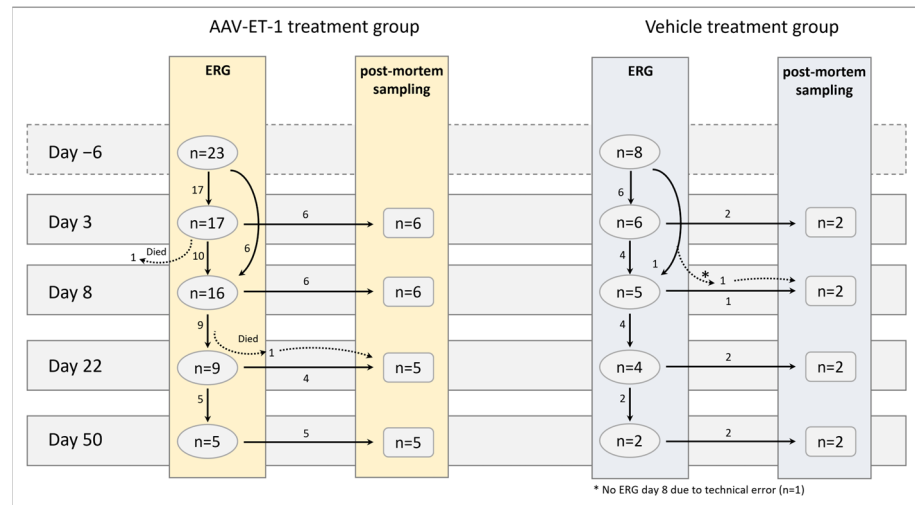 AAV-ET-1 treatment group
Vehicle treatment group
ERG
post-mortem
sampling
ERG
post-mortem
sampling
Day −6
n=23
n=8
17
6
Day 3
n=17
6
n=6
n=6
2
n=2
1
Died
10
6
4
1
Day 8
n=16
6
n=6
n=5
*
1
1
n=2
9
Died
4
Day 22
1
n=9
4
n=5
n=4
2
n=2
5
2
Day 50
n=5
5
n=5
n=2
2
n=2
* No ERG day 8 due to technical error (n=1)